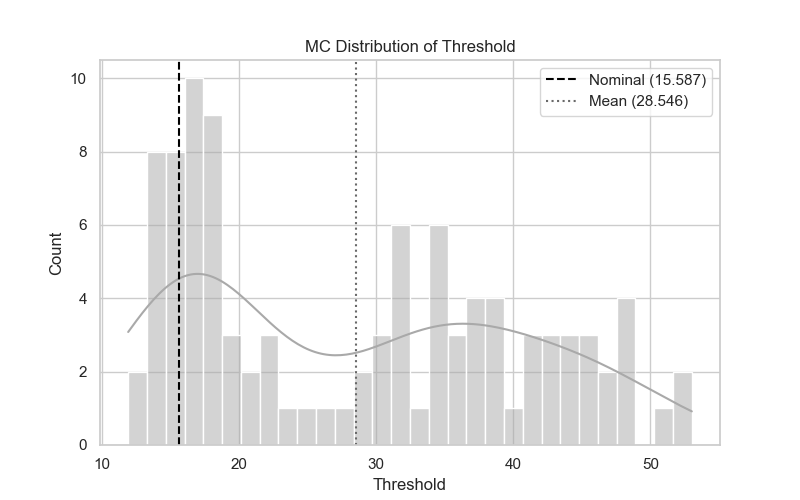 MC Distribution of Threshold
Nominal (15.587)
Mean (28.546)
Count
10
8
6
4
2
0
10
20
30
40
50
Threshold